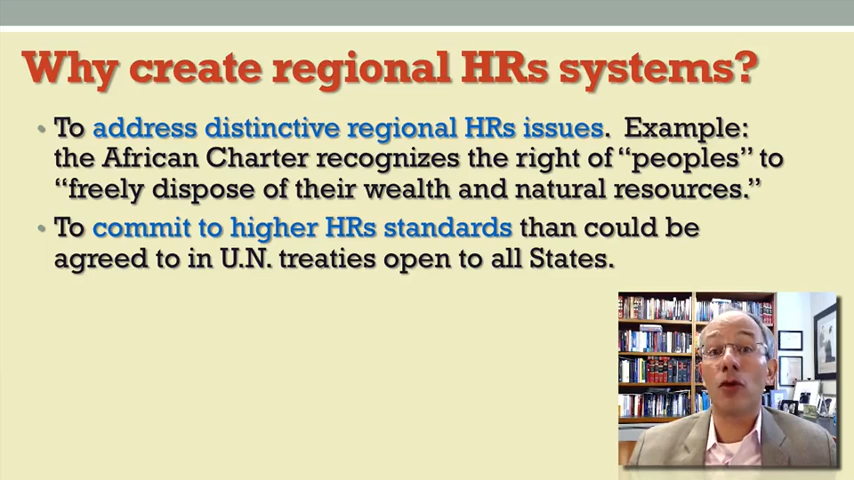 Why create regional HRs systems?
• To address distinctive regional HRs issues. Example:
the African Charter recognizes the right of “peoples” to
“freely dispose of their wealth and natural resources.”
• To commit to higher HRs standards than could be
agreed to in U.N. treaties open to all States.